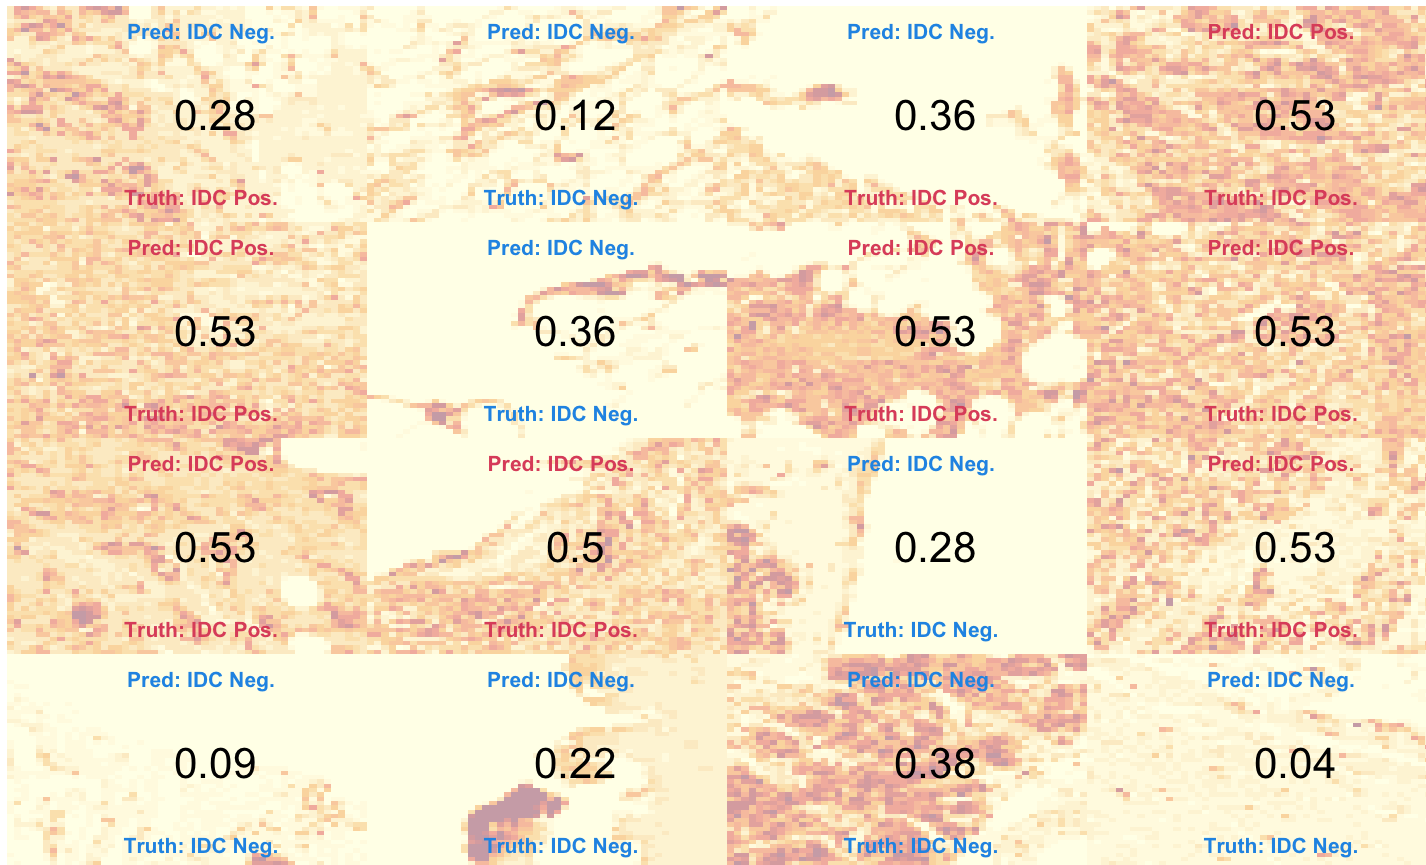 Pred: IDC Neg. Pred: IDC Neg. Pred: IDC Neg. Pred: IDC Pos.
0.28 0.12 0.36 0.53
Truth: IDC Pos. Truth: IDC Neg. Truth: IDC Pos. Truth: IDC Pos.
Pred: IDC Pos. Pred: IDC Neg. Pred: IDC Pos. Pred: IDC Pos.
0.53 0.36 0.53 0.53
Truth: IDC Pos. Truth: IDC Neg. Truth: IDC Pos. Truth: IDC Pos.
Pred: IDC Pos. Pred: IDC Pos. Pred: IDC Neg. Pred: IDC Pos.
0.53 0.5 0.28 0.53
Truth: IDC Pos. Truth: IDC Pos. Truth: IDC Neg. Truth: IDC Pos.
Pred: IDC Neg. Pred: IDC Neg. Pred: IDC Neg. Pred: IDC Neg.
0.09 0.22 0.38 0.04
Truth: IDC Neg. Truth: IDC Neg. Truth: IDC Neg. Truth: IDC Neg.